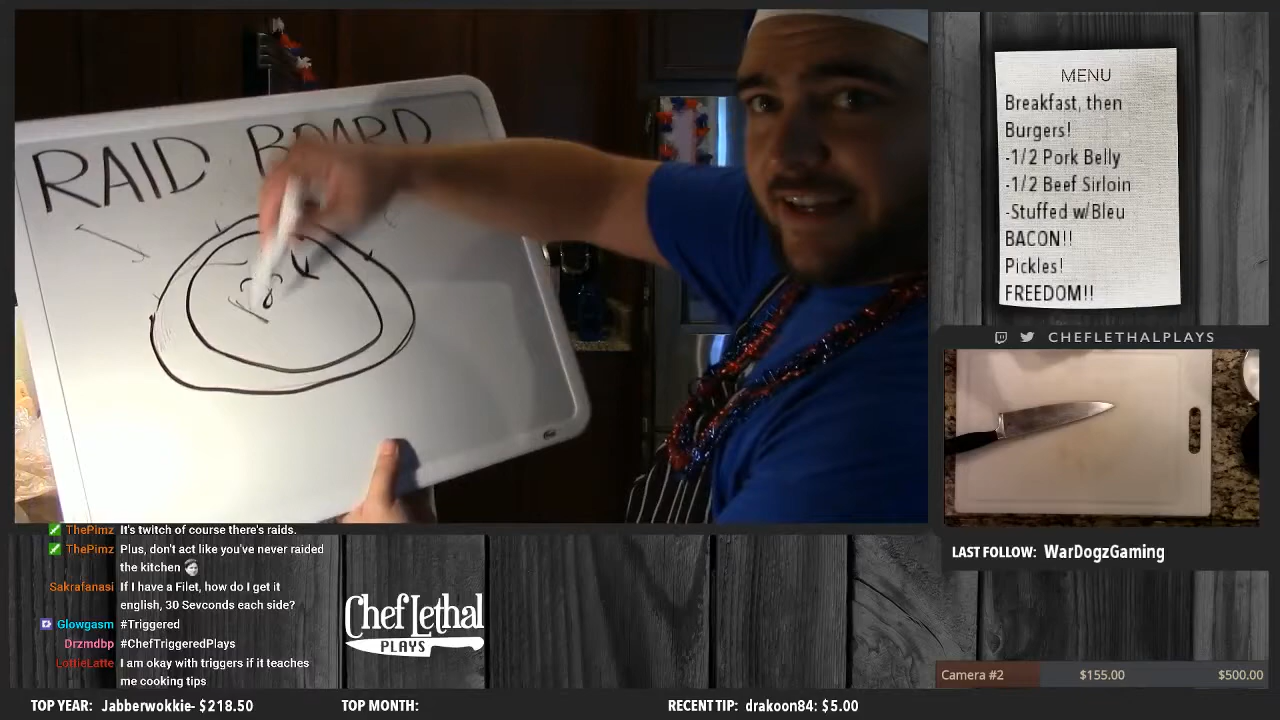 RAID BOARD
MENU
Breakfast, then
Burgers!
-1/2 Pork Belly
-1/2 Beef Sirloin
-Stuffed w/Bleu
BACON!!
Pickles!
FREEDOM!!
CHEFLETHALPLAYS
LAST FOLLOW: WarDogzGaming
Camera #2 $155.00 $500.00
ThePimz It's twitch of course there's raids.
ThePimz Plus, don't act like you've never raided
the kitchen
Sakrafanasi If I have a Filet, how do I get it
english, 30 Sevconds each side?
Glowgasm #Triggered
Drzmdbp #ChefTriggeredPlays
LottieLatte I am okay with triggers if it teaches
me cooking tips
Chef Lethal
PLAYS
TOP YEAR: Jabberwokkie- $218.50 TOP MONTH: RECENT TIP: drakoon84: $5.00